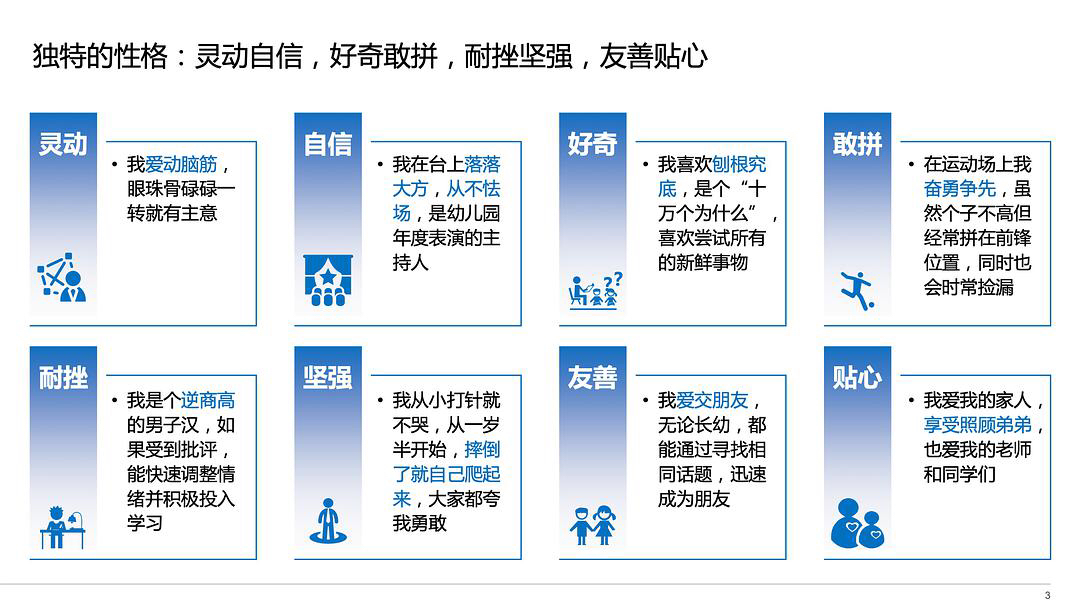 独特的性格：灵动自信，好奇敢拼，耐挫坚强，友善贴心
灵动
• 我爱动脑筋，
眼珠骨碌碌一
转就有主意
自信
• 我在台上落落
大方，从不怯
场，是幼儿园
年度表演的主
持人
好奇
• 我喜欢刨根究
底，是个“十
万个为什么”，
喜欢尝试所有
的新鲜事物
敢拼
• 在运动场上我
奋勇争先，虽
然个子不高但
经常拼在前锋
位置，同时也
会时常捡漏
耐挫
• 我是个逆商高
的男子汉，如
果受到批评，
能快速调整情
绪并积极投入
学习
坚强
• 我从小打针就
不哭，从一岁
半开始，摔倒
了就自己爬起
来，大家都夸
我勇敢
友善
• 我爱交朋友，
无论长幼，都
能通过寻找相
同话题，迅速
成为朋友
贴心
• 我爱我的家人，
享受照顾弟弟，
也爱我的老师
和同学们
3